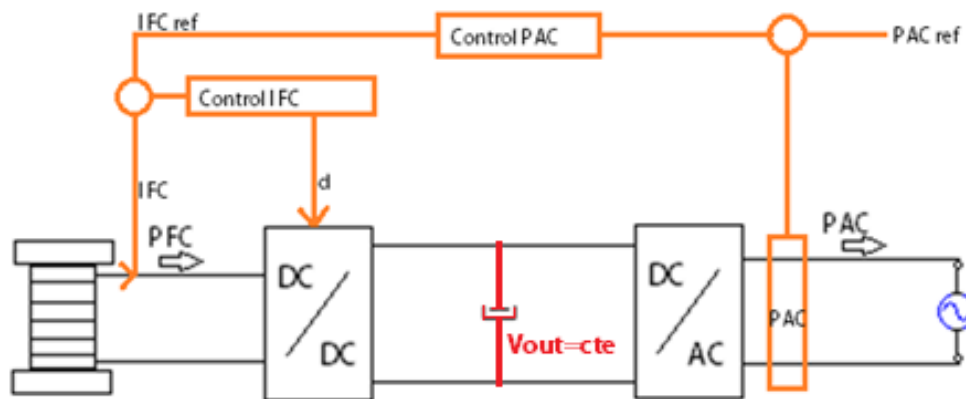 IFC ref
Control PAC
PAC ref
Control IFC
IFC
d
PFC
PAC
DC
DC
DC
AC
PAC
Vout=cte